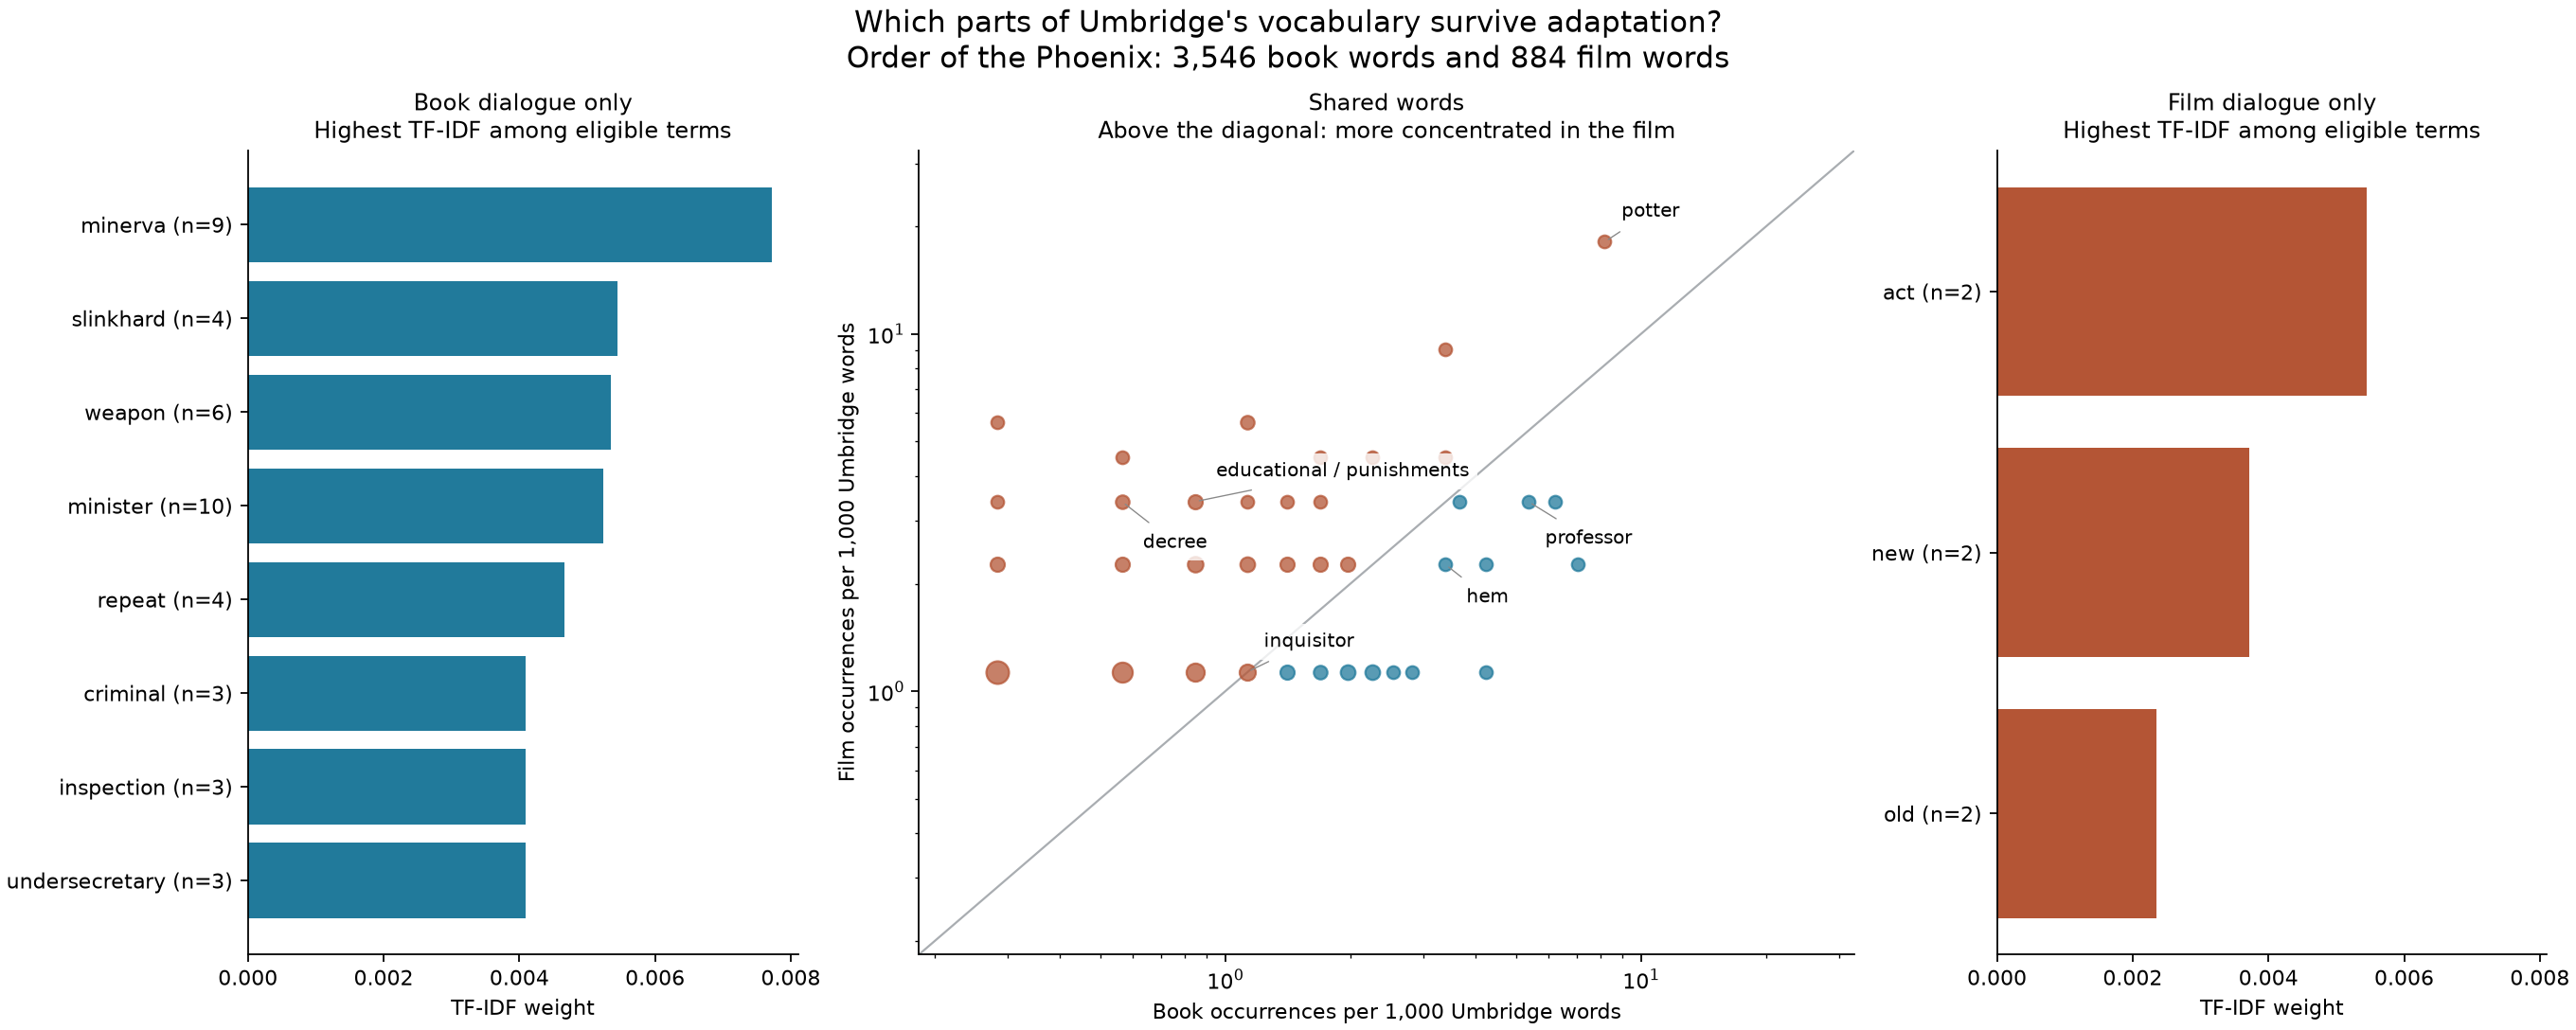 Which parts of Umbridge's vocabulary survive adaptation?
Order of the Phoenix: 3,546 book words and 884 film words
Book dialogue only
Highest TF-IDF among eligible terms
minerva (n=9)
slinkhard (n=4)
weapon (n=6)
minister (n=10)
repeat (n=4)
criminal (n=3)
inspection (n=3)
undersecretary (n=3)
0.000 0.002 0.004 0.006 0.008
TF-IDF weight
Shared words
Above the diagonal: more concentrated in the film
Film occurrences per 1,000 Umbridge words
10¹
10⁰
potter
educational / punishments
decree
professor
hem
inquisitor
10⁰ 10¹
Book occurrences per 1,000 Umbridge words
Film dialogue only
Highest TF-IDF among eligible terms
act (n=2)
new (n=2)
old (n=2)
0.000 0.002 0.004 0.006 0.008
TF-IDF weight